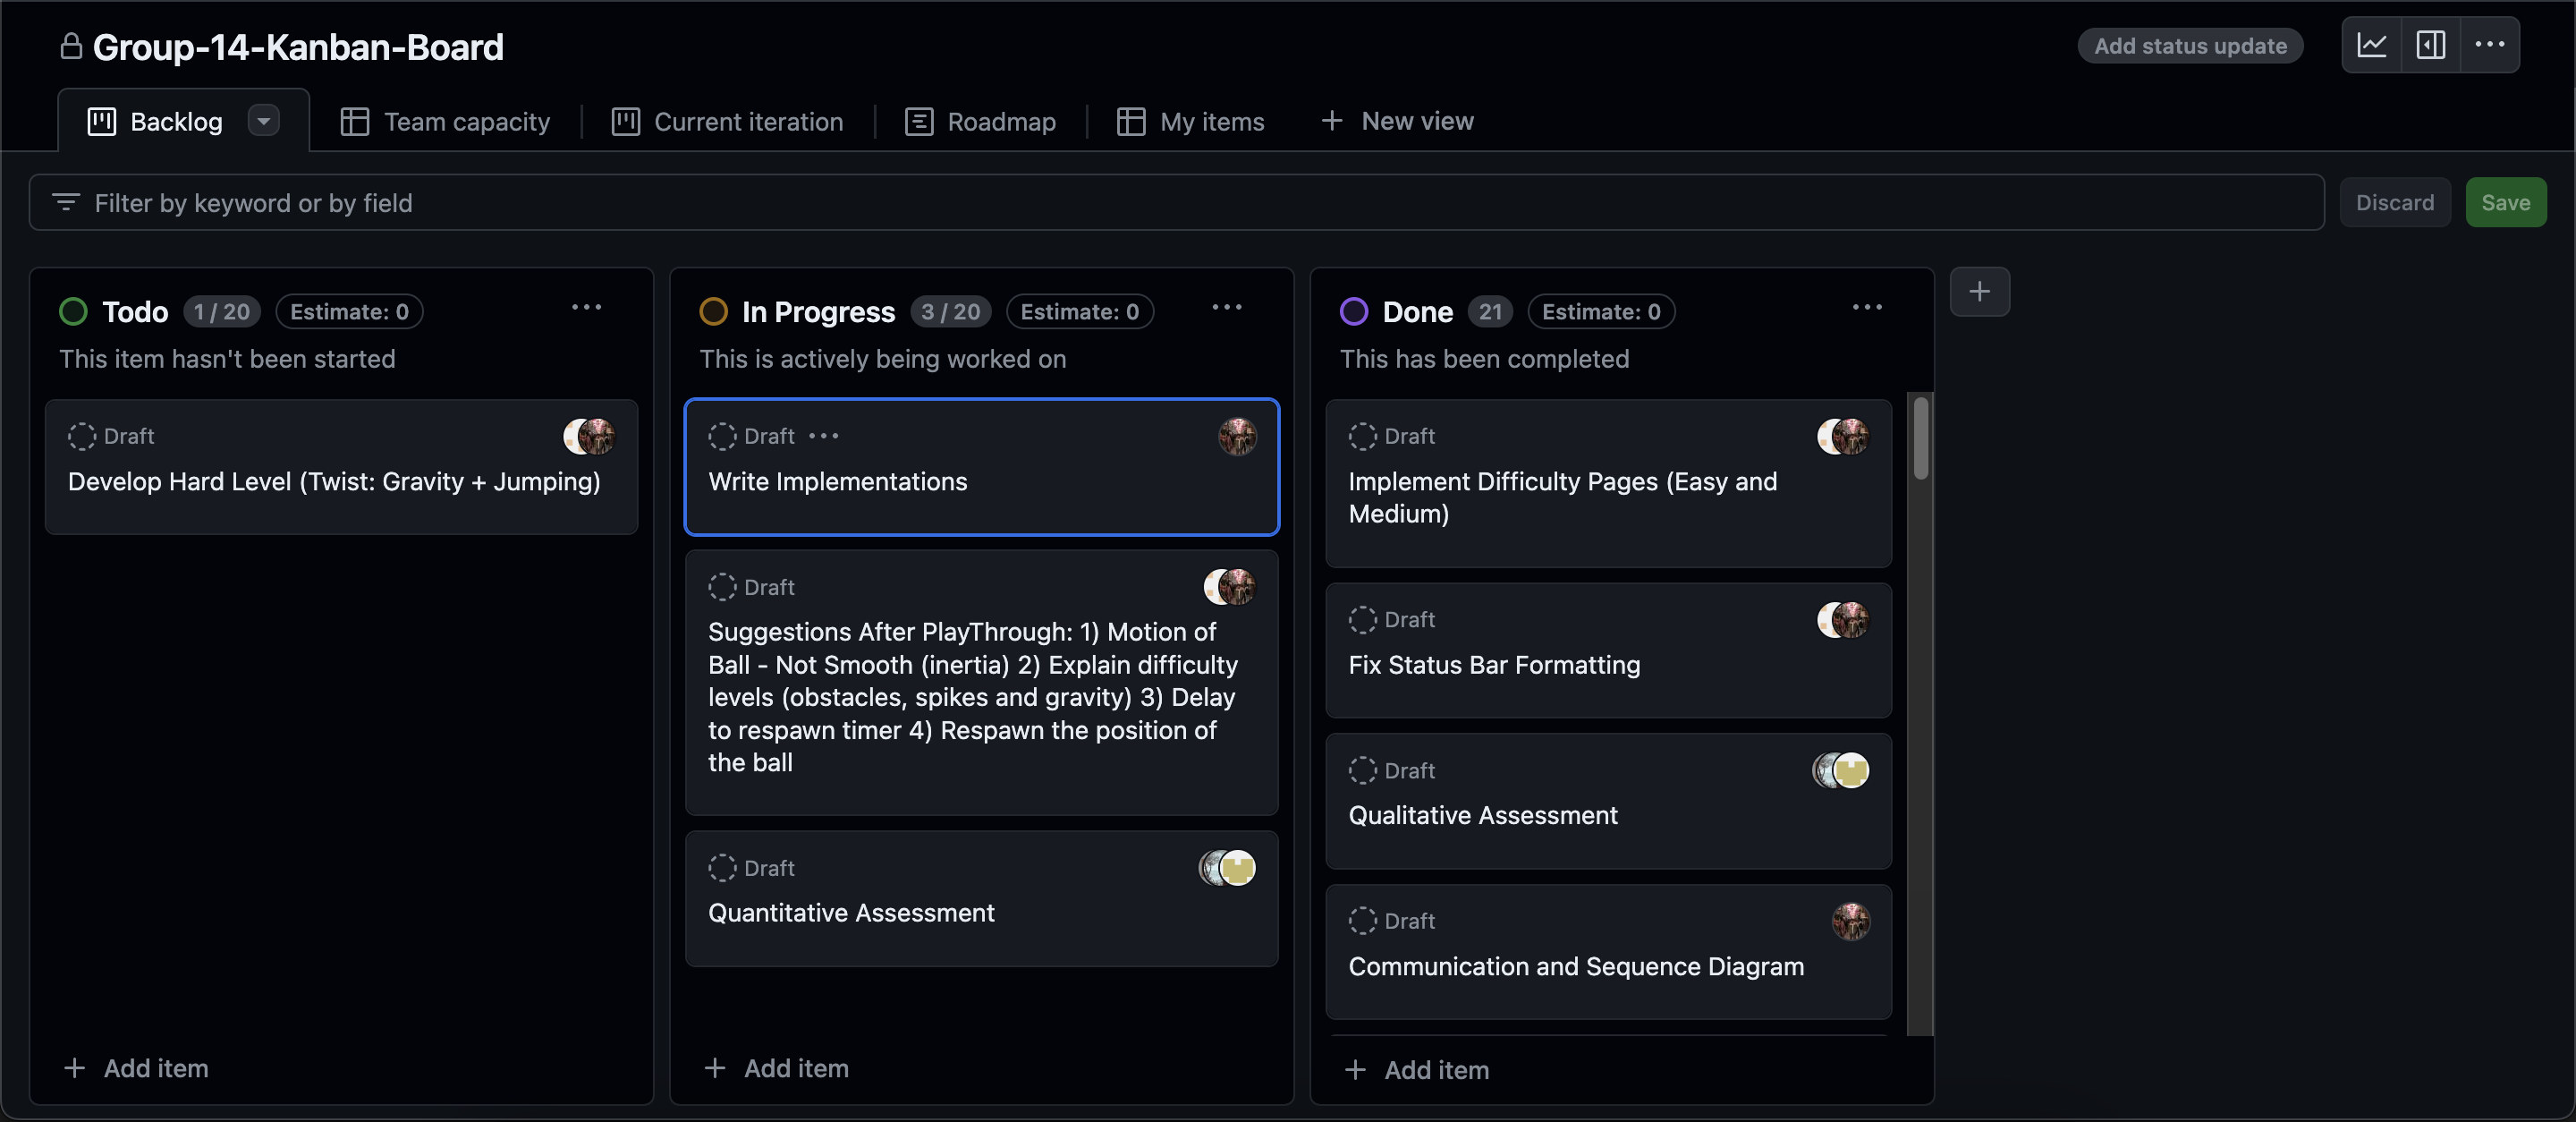 Group-14-Kanban-Board
Add status update
Backlog
Team capacity
Current iteration
Roadmap
My items
New view
Filter by keyword or by field
Discard
Save
Todo 1 / 20 Estimate: 0
This item hasn't been started
Draft
Develop Hard Level (Twist: Gravity + Jumping)
Add item
In Progress 3 / 20 Estimate: 0
This is actively being worked on
Draft
Write Implementations
Draft
Suggestions After PlayThrough: 1) Motion of
Ball - Not Smooth (inertia) 2) Explain difficulty
levels (obstacles, spikes and gravity) 3) Delay
to respawn timer 4) Respawn the position of
the ball
Draft
Quantitative Assessment
Add item
Done 21 Estimate: 0
This has been completed
Draft
Implement Difficulty Pages (Easy and
Medium)
Draft
Fix Status Bar Formatting
Draft
Qualitative Assessment
Draft
Communication and Sequence Diagram
Add item